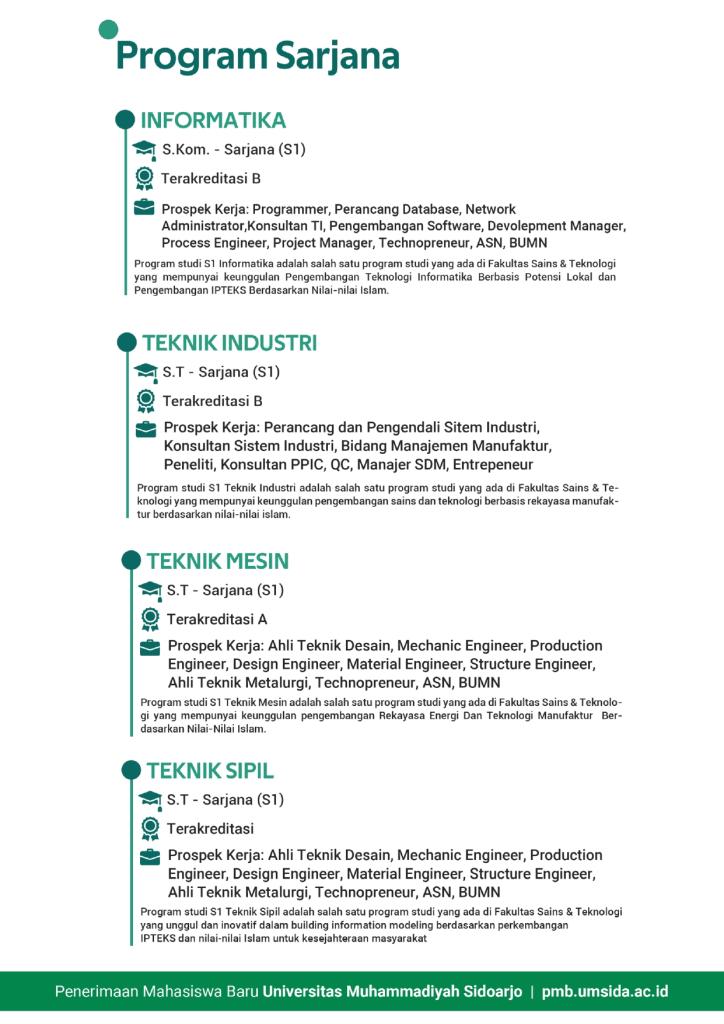 Program Sarjana
INFORMATIKA
S.Kom. - Sarjana (S1)
Terakreditasi B
Prospek Kerja: Programmer, Perancang Database, Network
Administrator,Konsultan TI, Pengembangan Software, Devolepment Manager,
Process Engineer, Project Manager, Technopreneur, ASN, BUMN
Program studi S1 Informatika adalah salah satu program studi yang ada di Fakultas Sains & Teknologi
yang mempunyai keunggulan Pengembangan Teknologi Informatika Berbasis Potensi Lokal dan
Pengembangan IPTEKS Berdasarkan Nilai-nilai Islam.
TEKNIK INDUSTRI
S.T - Sarjana (S1)
Terakreditasi B
Prospek Kerja: Perancang dan Pengendali Sitem Industri,
Konsultan Sistem Industri, Bidang Manajemen Manufaktur,
Peneliti, Konsultan PPIC, QC, Manajer SDM, Entrepeneur
Program studi S1 Teknik Industri adalah salah satu program studi yang ada di Fakultas Sains & Te-
knologi yang mempunyai keunggulan pengembangan sains dan teknologi berbasis rekayasa manufak-
tur berdasarkan nilai-nilai islam.
TEKNIK MESIN
S.T - Sarjana (S1)
Terakreditasi A
Prospek Kerja: Ahli Teknik Desain, Mechanic Engineer, Production
Engineer, Design Engineer, Material Engineer, Structure Engineer,
Ahli Teknik Metalurgi, Technopreneur, ASN, BUMN
Program studi S1 Teknik Mesin adalah salah satu program studi yang ada di Fakultas Sains & Teknolo-
gi yang mempunyai keunggulan pengembangan Rekayasa Energi Dan Teknologi Manufaktur Ber-
dasarkan Nilai-Nilai Islam.
TEKNIK SIPIL
S.T - Sarjana (S1)
Terakreditasi
Prospek Kerja: Ahli Teknik Desain, Mechanic Engineer, Production
Engineer, Design Engineer, Material Engineer, Structure Engineer,
Ahli Teknik Metalurgi, Technopreneur, ASN, BUMN
Program studi S1 Teknik Sipil adalah salah satu program studi yang ada di Fakultas Sains & Teknologi
yang unggul dan inovatif dalam building information modeling berdasarkan perkembangan
IPTEKS dan nilai-nilai Islam untuk kesejahteraan masyarakat
Penerimaan Mahasiswa Baru Universitas Muhammadiyah Sidoarjo | pmb.umsida.ac.id